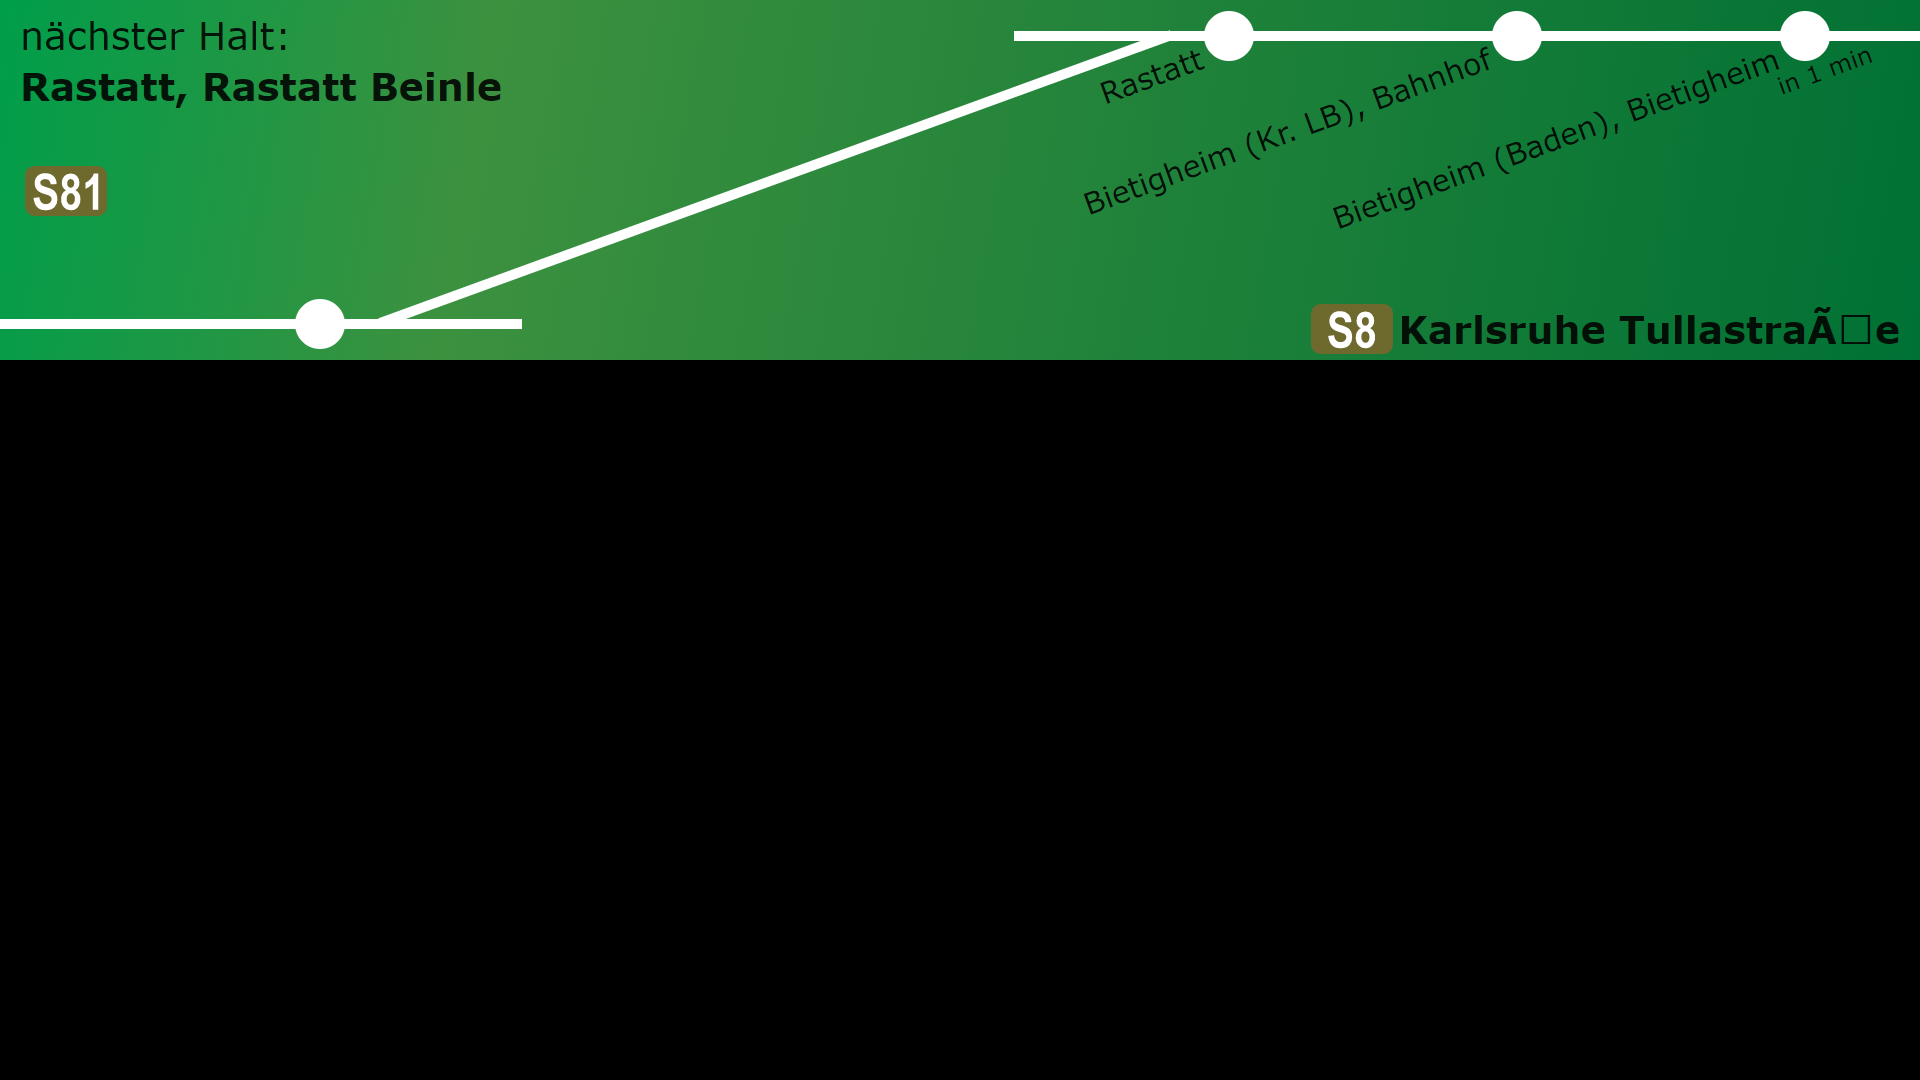 nächster Halt:
Rastatt, Rastatt Beinle
S81
Rastatt
Bietigheim (Kr. LB), Bahnhof
Bietigheim (Baden), Bietigheim
in 1 min
S8 Karlsruhe TullastraÃ□e